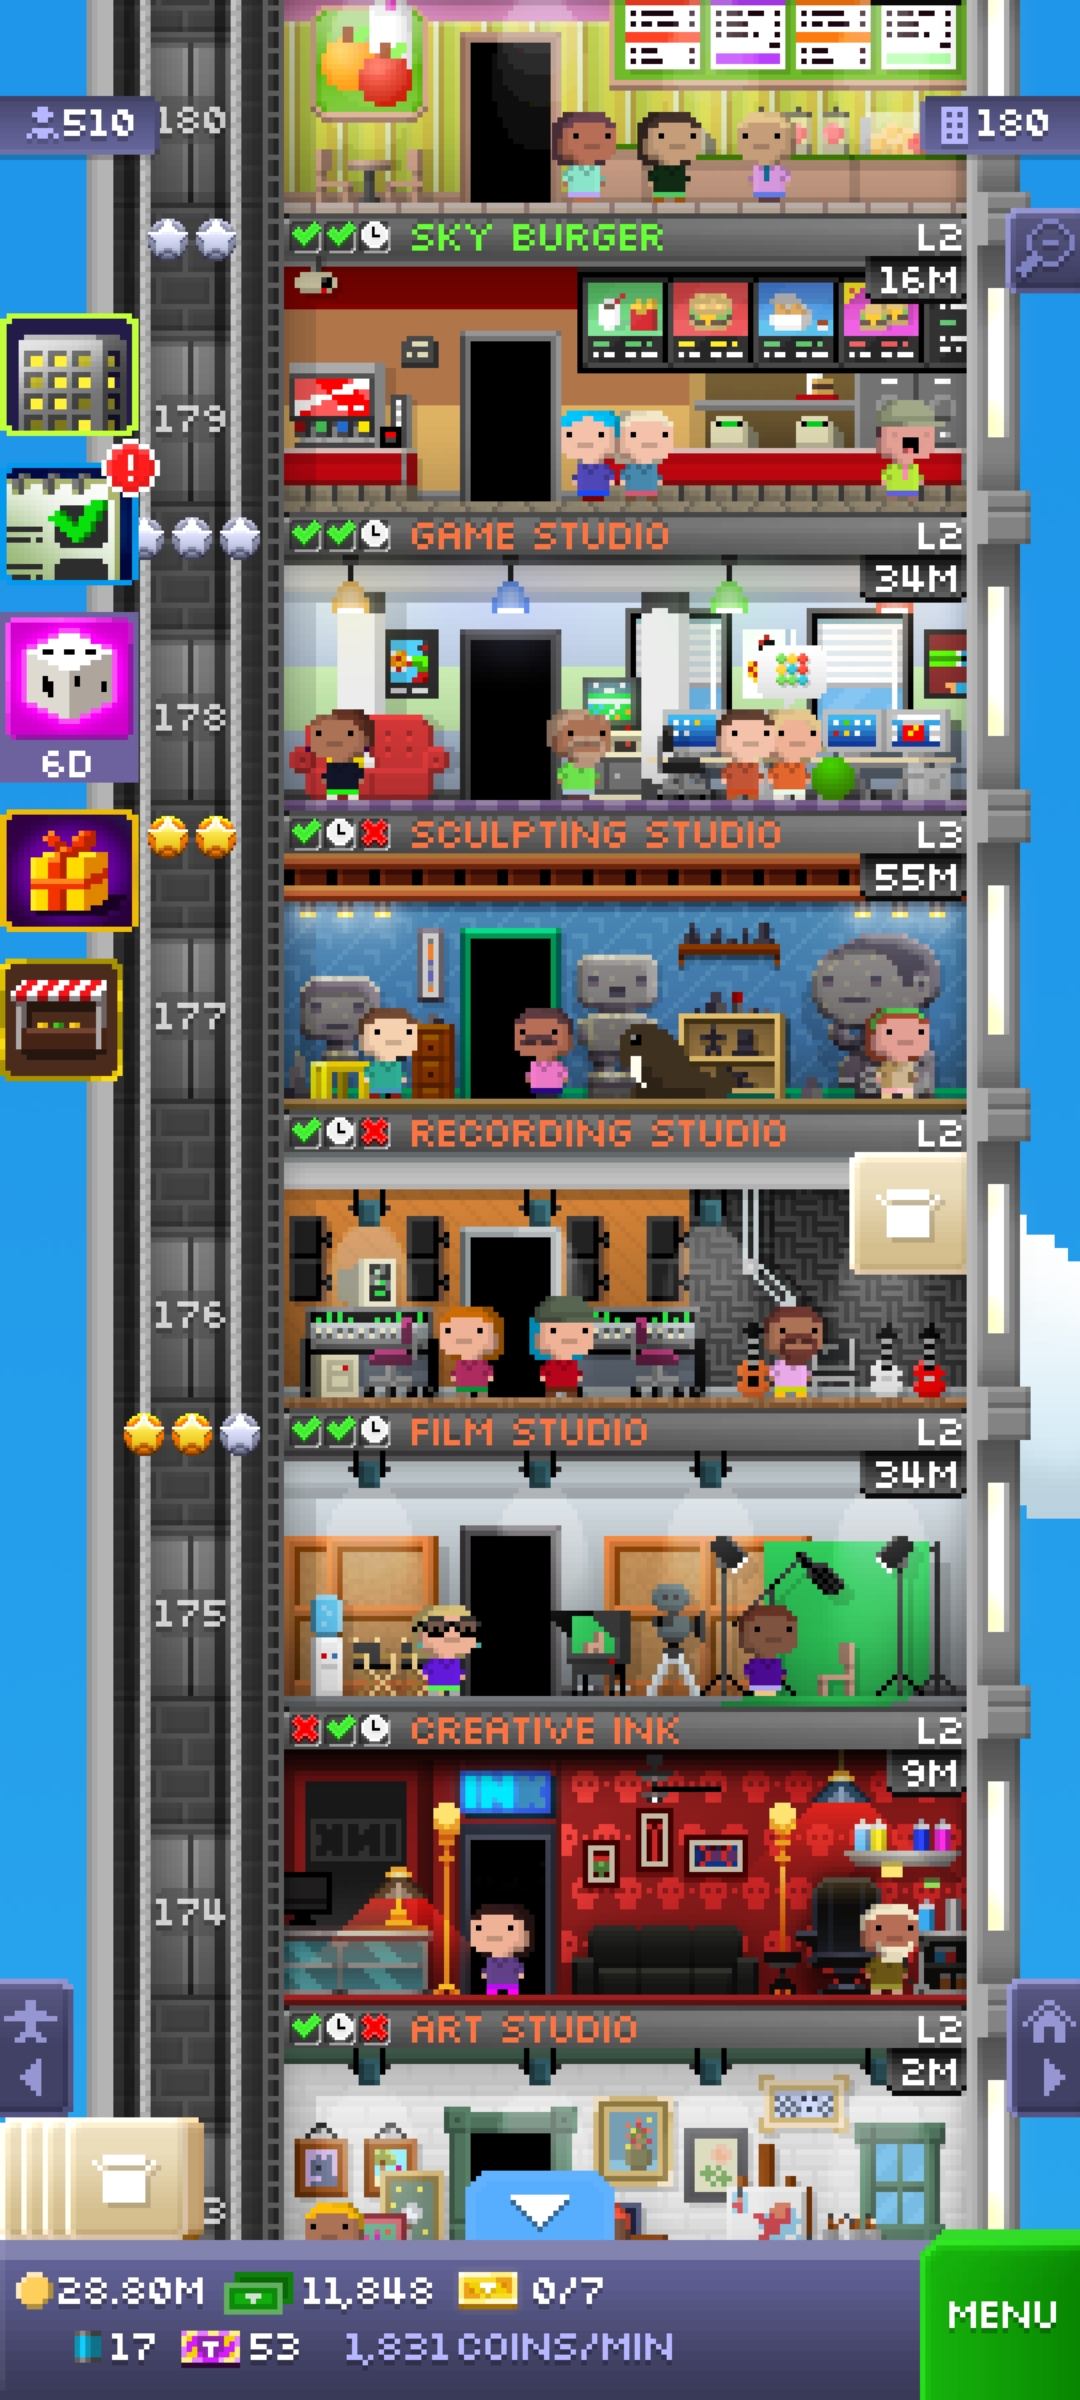 510
180
180
SKY BURGER
L2
16M
179
GAME STUDIO
L2
34M
178
6D
SCULPTING STUDIO
L3
55M
177
RECORDING STUDIO
L2
176
FILM STUDIO
L2
34M
175
CREATIVE INK
L2
9M
INK
174
ART STUDIO
L2
2M
3
28.80M
11,848
0/7
MENU
17
53
1,831 COINS/MIN